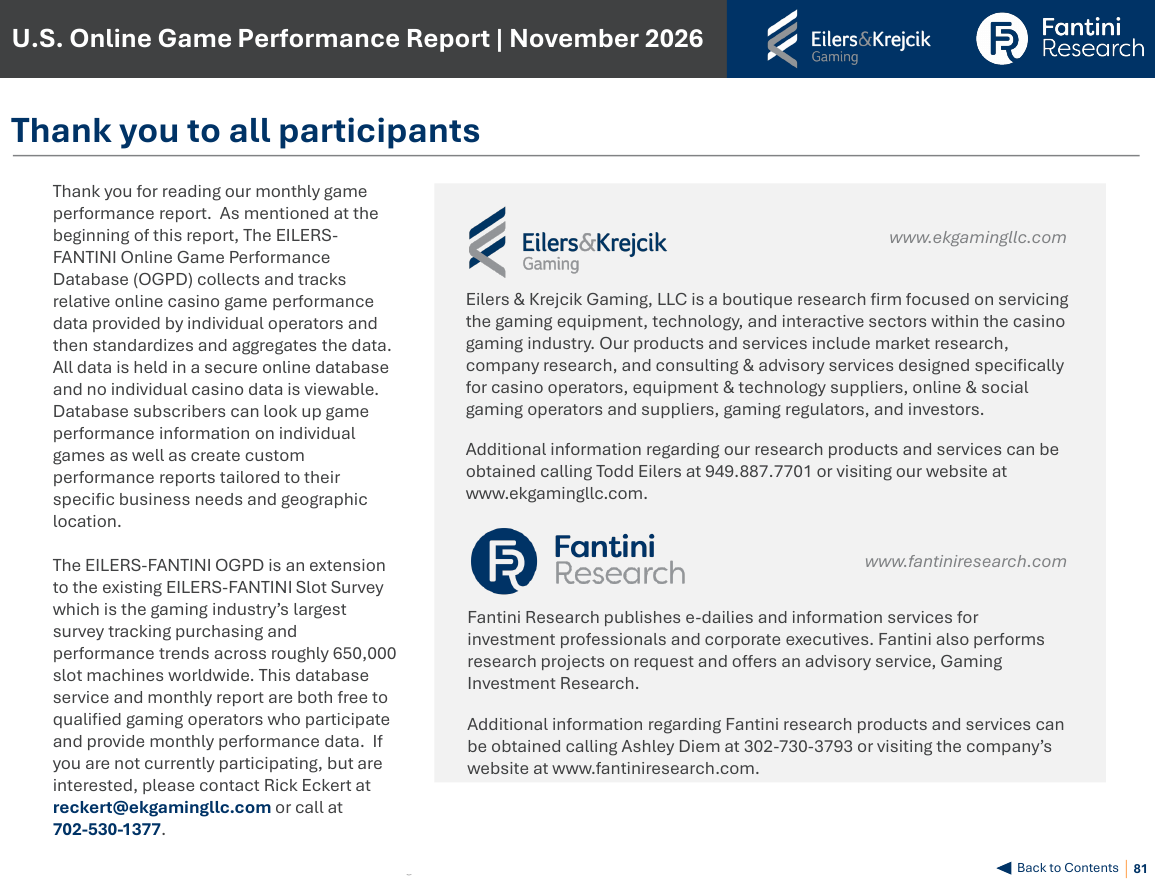 U.S. Online Game Performance Report | November 2026
Eilers&Krejcik
Gaming
Fantini
Research
Thank you to all participants
Thank you for reading our monthly game
performance report.  As mentioned at the
beginning of this report, The EILERS-
FANTINI Online Game Performance
Database (OGPD) collects and tracks
relative online casino game performance
data provided by individual operators and
then standardizes and aggregates the data.
All data is held in a secure online database
and no individual casino data is viewable.
Database subscribers can look up game
performance information on individual
games as well as create custom
performance reports tailored to their
specific business needs and geographic
location.
The EILERS-FANTINI OGPD is an extension
to the existing EILERS-FANTINI Slot Survey
which is the gaming industry’s largest
survey tracking purchasing and
performance trends across roughly 650,000
slot machines worldwide. This database
service and monthly report are both free to
qualified gaming operators who participate
and provide monthly performance data.  If
you are not currently participating, but are
interested, please contact Rick Eckert at
reckert@ekgamingllc.com or call at
702-530-1377.
Eilers&Krejcik
Gaming
www.ekgamingllc.com
Eilers & Krejcik Gaming, LLC is a boutique research firm focused on servicing
the gaming equipment, technology, and interactive sectors within the casino
gaming industry. Our products and services include market research,
company research, and consulting & advisory services designed specifically
for casino operators, equipment & technology suppliers, online & social
gaming operators and suppliers, gaming regulators, and investors.
Additional information regarding our research products and services can be
obtained calling Todd Eilers at 949.887.7701 or visiting our website at
www.ekgamingllc.com.
Fantini
Research
www.fantiniresearch.com
Fantini Research publishes e-dailies and information services for
investment professionals and corporate executives. Fantini also performs
research projects on request and offers an advisory service, Gaming
Investment Research.
Additional information regarding Fantini research products and services can
be obtained calling Ashley Diem at 302-730-3793 or visiting the company’s
website at www.fantiniresearch.com.
Back to Contents
81